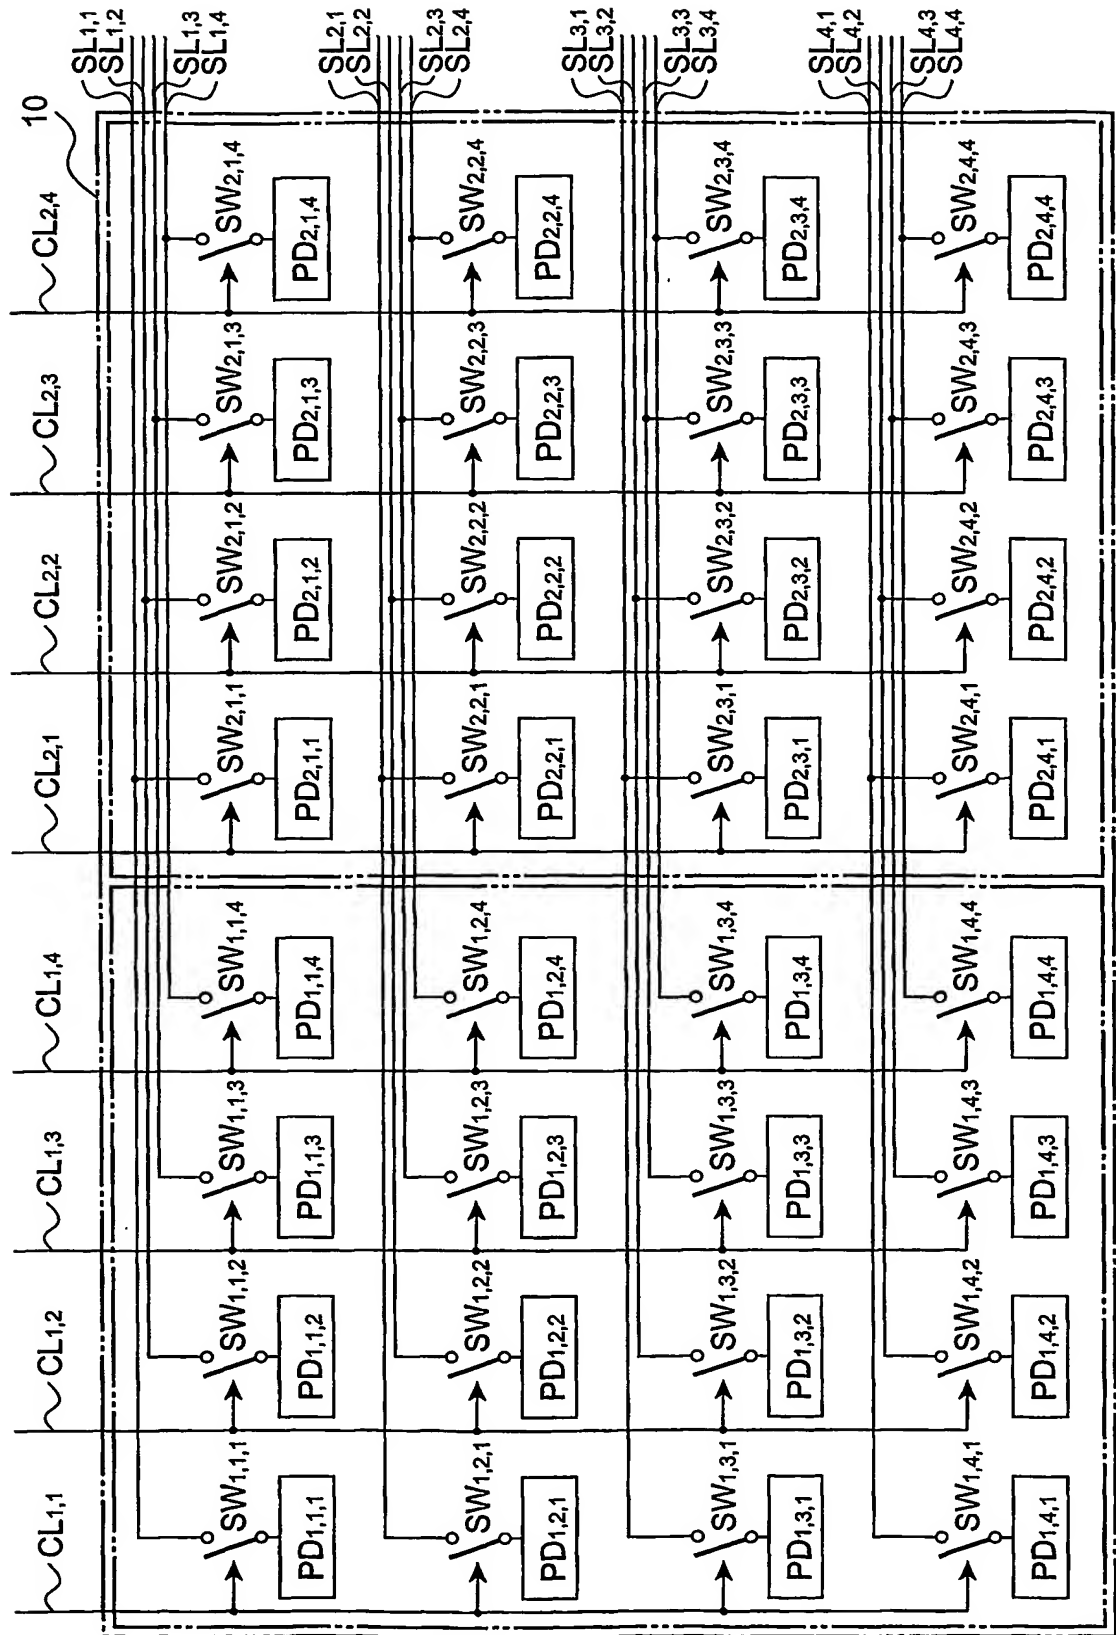 10
CL1,1 CL1,2 CL1,3 CL1,4 CL2,1 CL2,2 CL2,3 CL2,4
SL1,1
SL1,2
SL1,3
SL1,4
SW1,1,1 SW1,1,2 SW1,1,3 SW1,1,4 SW2,1,1 SW2,1,2 SW2,1,3 SW2,1,4
PD1,1,1 PD1,1,2 PD1,1,3 PD1,1,4 PD2,1,1 PD2,1,2 PD2,1,3 PD2,1,4
SL2,1
SL2,2
SL2,3
SL2,4
SW1,2,1 SW1,2,2 SW1,2,3 SW1,2,4 SW2,2,1 SW2,2,2 SW2,2,3 SW2,2,4
PD1,2,1 PD1,2,2 PD1,2,3 PD1,2,4 PD2,2,1 PD2,2,2 PD2,2,3 PD2,2,4
SL3,1
SL3,2
SL3,3
SL3,4
SW1,3,1 SW1,3,2 SW1,3,3 SW1,3,4 SW2,3,1 SW2,3,2 SW2,3,3 SW2,3,4
PD1,3,1 PD1,3,2 PD1,3,3 PD1,3,4 PD2,3,1 PD2,3,2 PD2,3,3 PD2,3,4
SL4,1
SL4,2
SL4,3
SL4,4
SW1,4,1 SW1,4,2 SW1,4,3 SW1,4,4 SW2,4,1 SW2,4,2 SW2,4,3 SW2,4,4
PD1,4,1 PD1,4,2 PD1,4,3 PD1,4,4 PD2,4,1 PD2,4,2 PD2,4,3 PD2,4,4